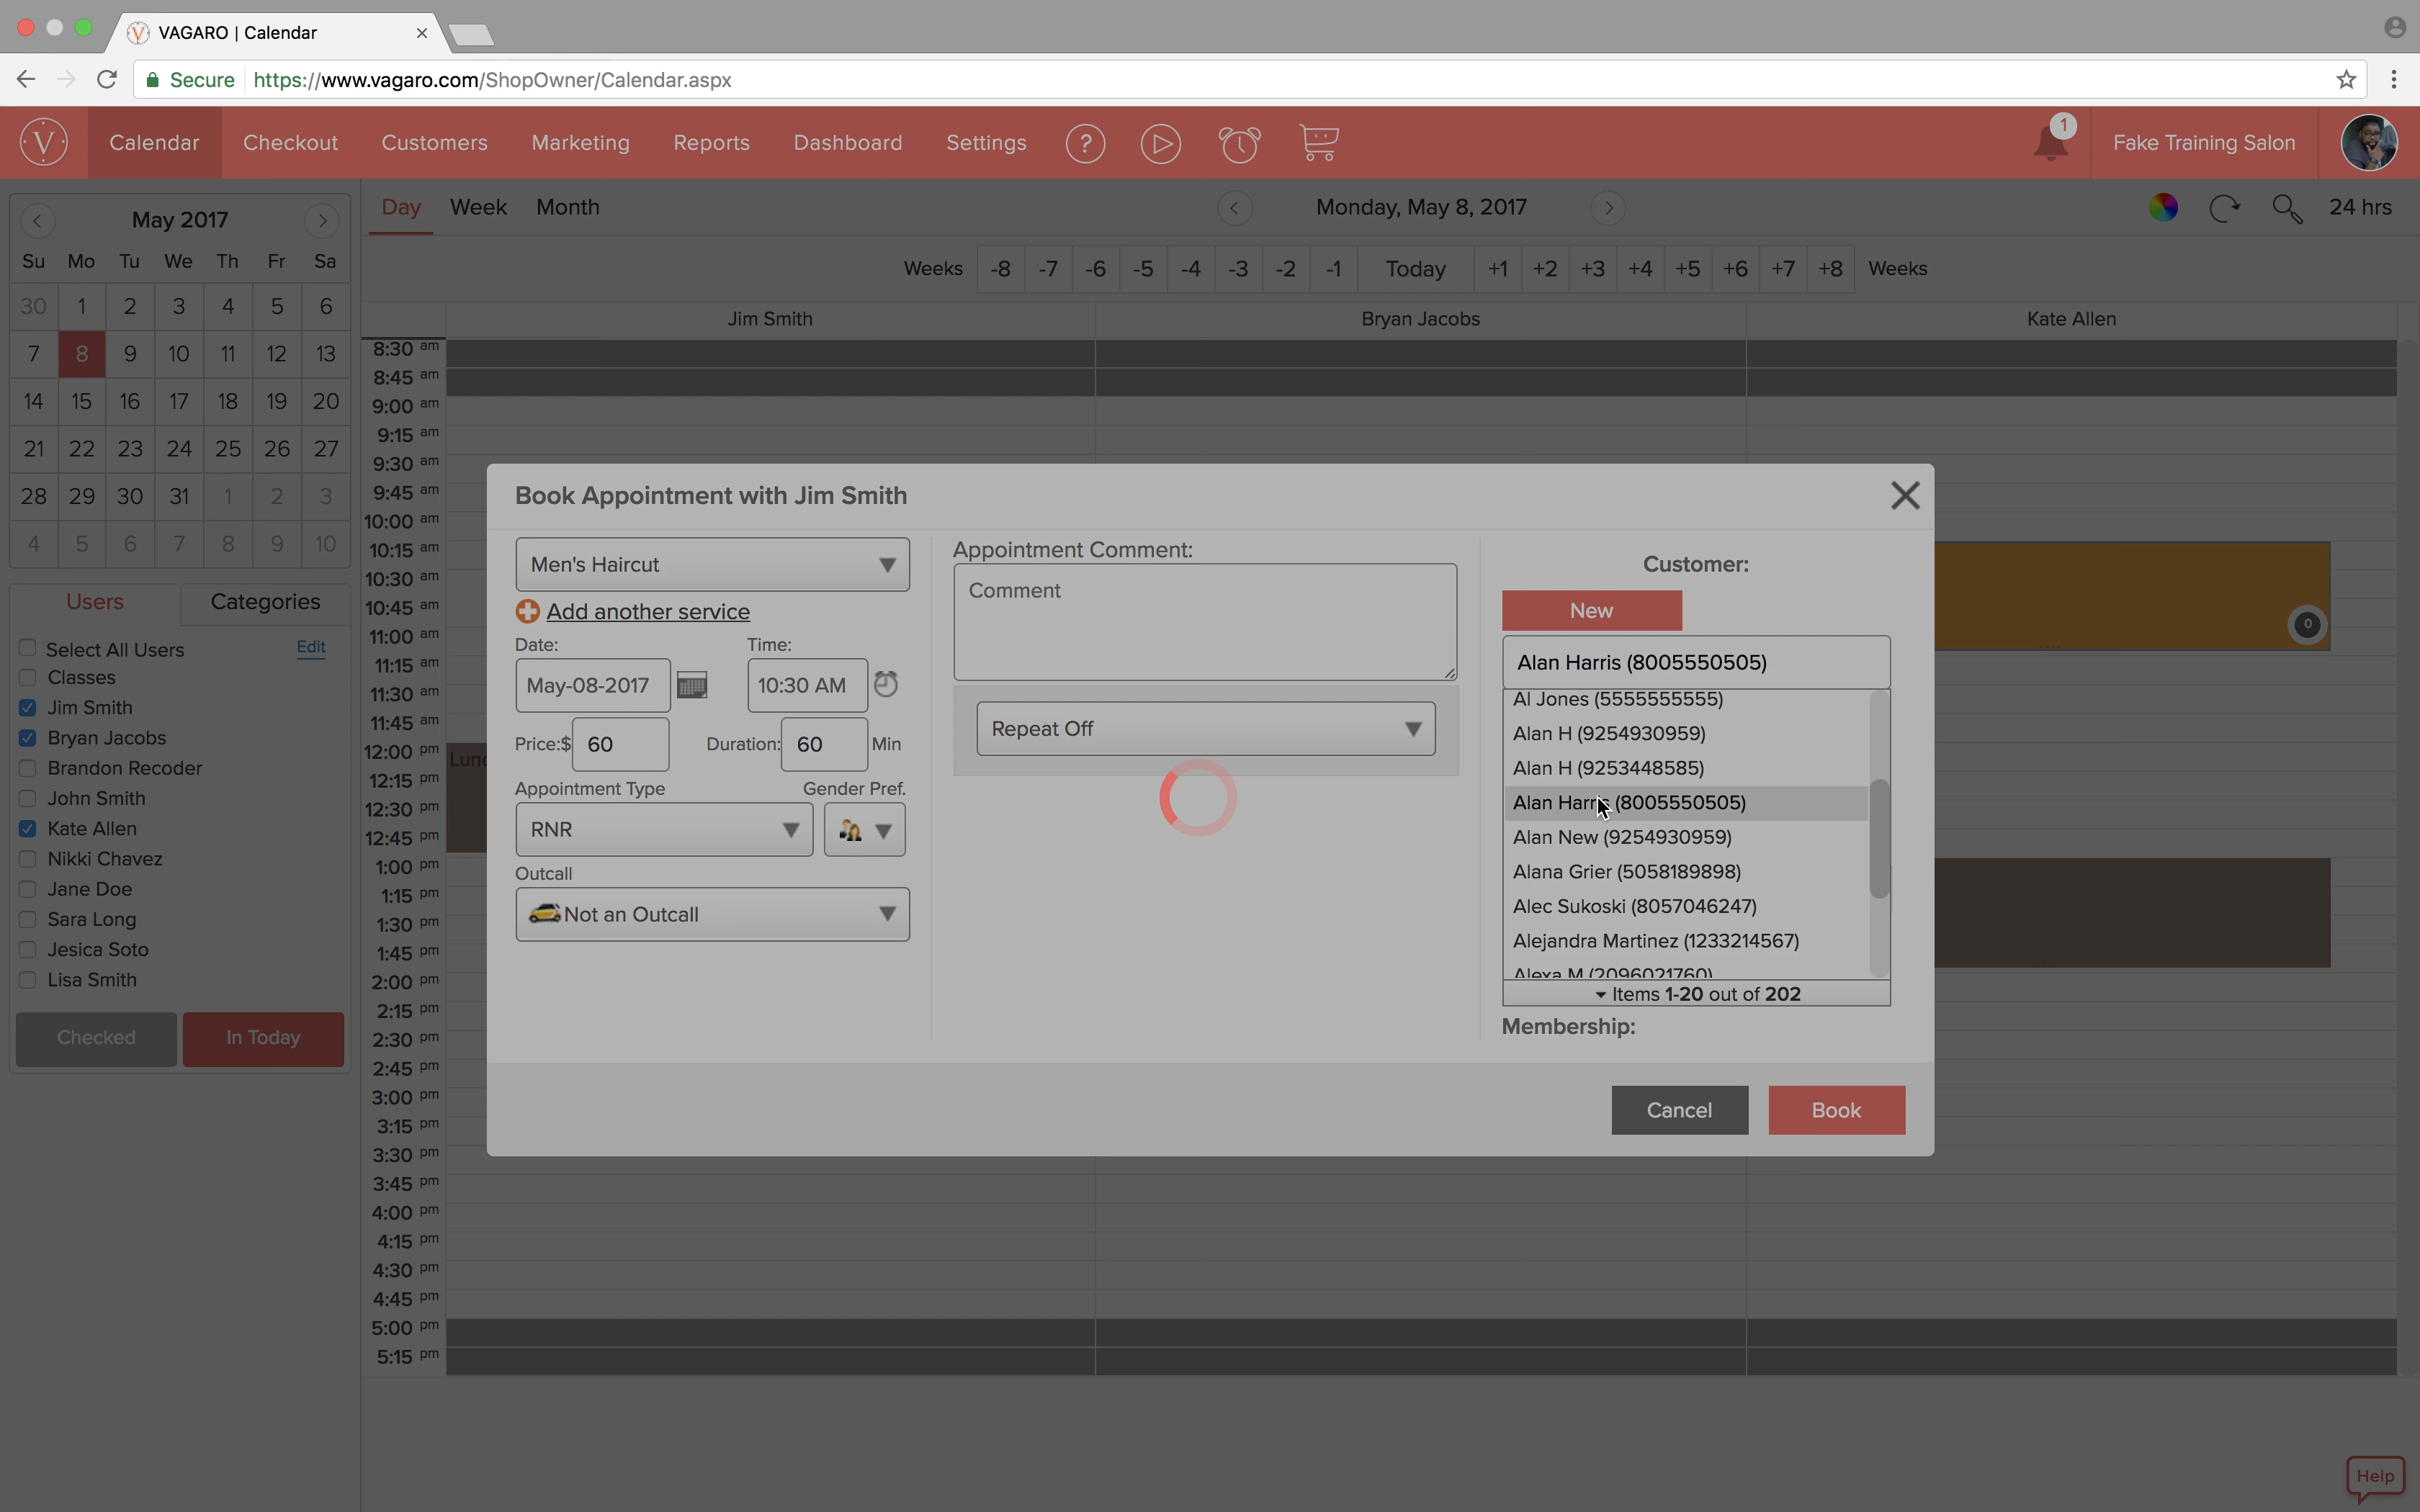 VAGARO | Calendar
Secure https://www.vagaro.com/ShopOwner/Calendar.aspx
V Calendar Checkout Customers Marketing Reports Dashboard Settings ? 1 Fake Training Salon
May 2017
Su Mo Tu We Th Fr Sa
30 1 2 3 4 5 6
7 8 9 10 11 12 13
14 15 16 17 18 19 20
21 22 23 24 25 26 27
28 29 30 31 1 2 3
4 5 6 7 8 9 10
Users Categories
Select All Users Edit
Classes
Jim Smith
Bryan Jacobs
Brandon Recoder
John Smith
Kate Allen
Nikki Chavez
Jane Doe
Sara Long
Jesica Soto
Lisa Smith
Checked In Today
Day Week Month Monday, May 8, 2017 24 hrs
Weeks -8 -7 -6 -5 -4 -3 -2 -1 Today +1 +2 +3 +4 +5 +6 +7 +8 Weeks
Jim Smith Bryan Jacobs Kate Allen
8:30 am
8:45 am
9:00 am
9:15 am
9:30 am
9:45 am
10:00 am
10:15 am
10:30 am
10:45 am
11:00 am
11:15 am
11:30 am
11:45 am
12:00 pm
12:15 pm
12:30 pm
12:45 pm
1:00 pm
1:15 pm
1:30 pm
1:45 pm
2:00 pm
2:15 pm
2:30 pm
2:45 pm
3:00 pm
3:15 pm
3:30 pm
3:45 pm
4:00 pm
4:15 pm
4:30 pm
4:45 pm
5:00 pm
5:15 pm
0
Book Appointment with Jim Smith
Men's Haircut
Add another service
Date: Time:
May-08-2017 10:30 AM
Price:$ 60 Duration: 60 Min
Appointment Type Gender Pref.
RNR
Outcall
Not an Outcall
Appointment Comment:
Comment
Repeat Off
Customer:
New
Alan Harris (8005550505)
Al Jones (5555555555)
Alan H (9254930959)
Alan H (9253448585)
Alan Harris (8005550505)
Alan New (9254930959)
Alana Grier (5058189898)
Alec Sukoski (8057046247)
Alejandra Martinez (1233214567)
Alexa M (2096021760)
Items 1-20 out of 202
Membership:
Cancel Book
Help